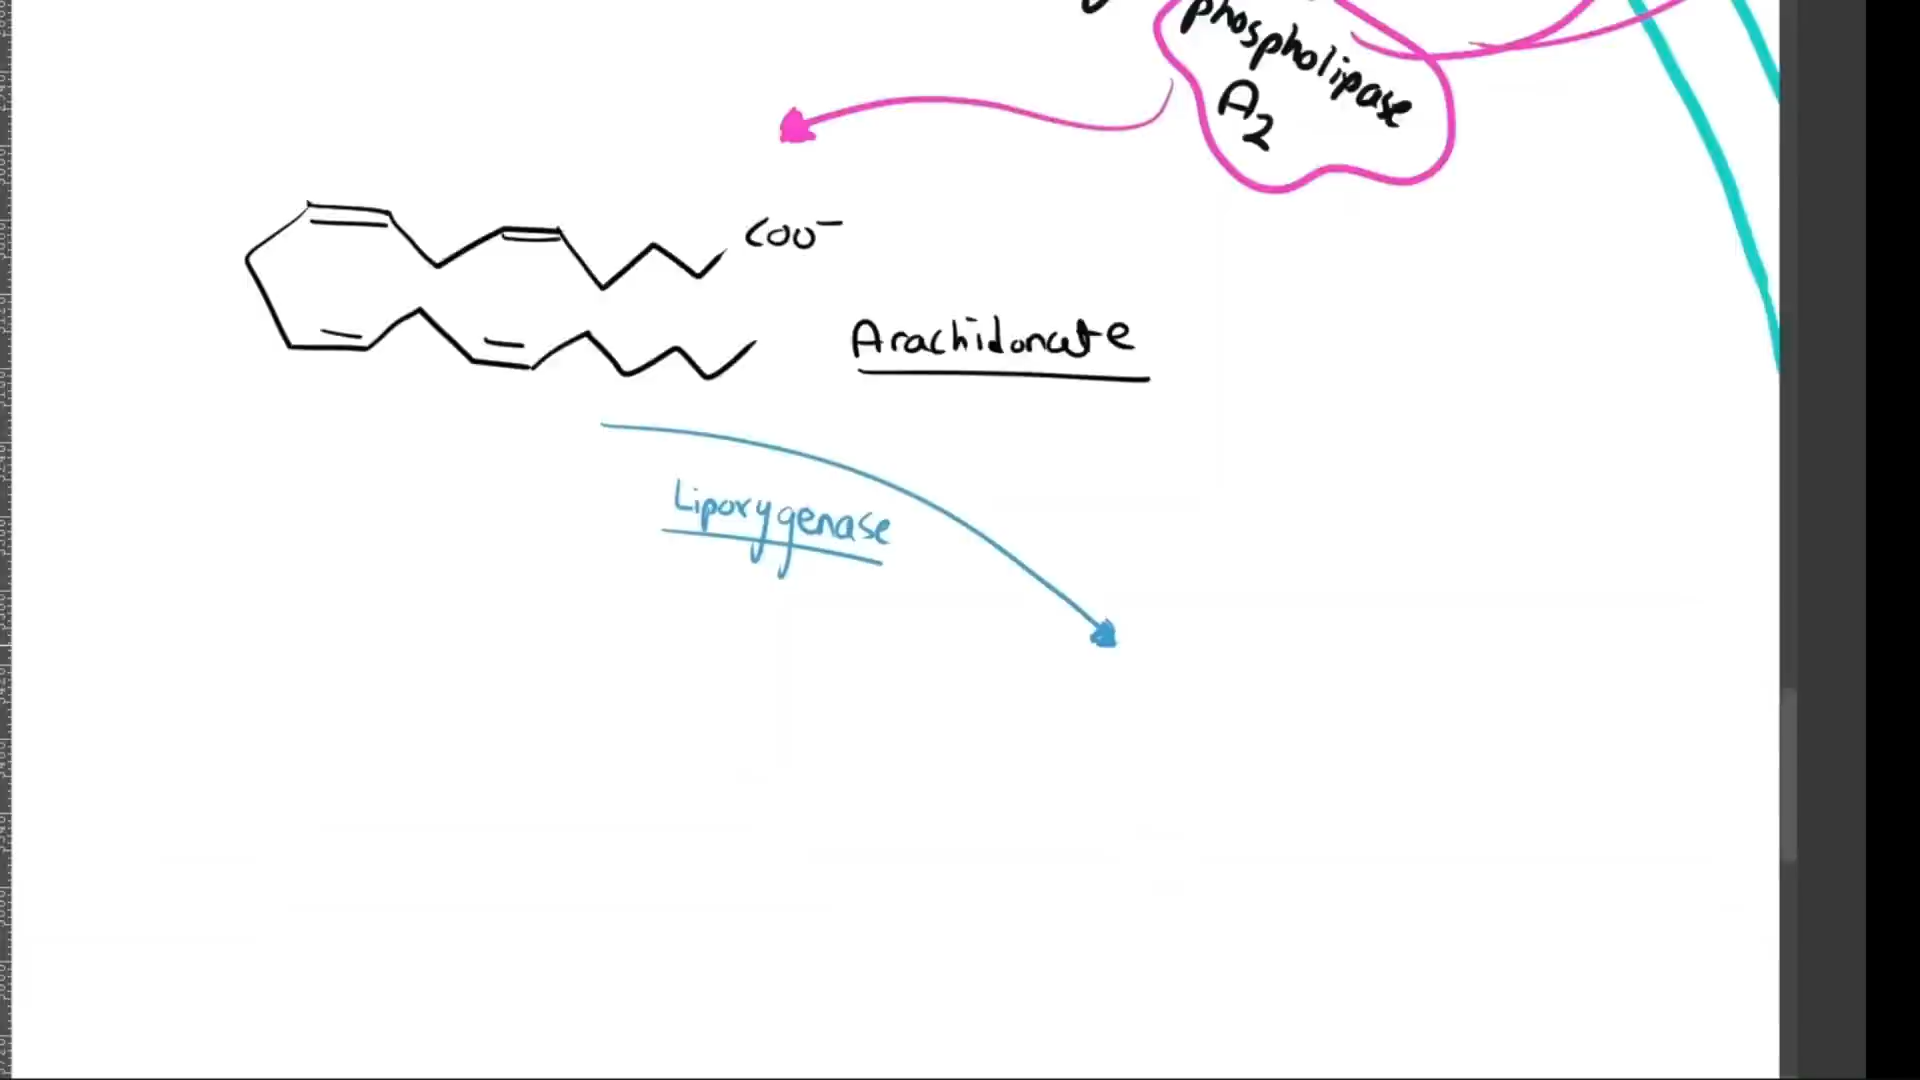 phospholipase
A2
COO⁻
Arachidonate
Lipoxygenase